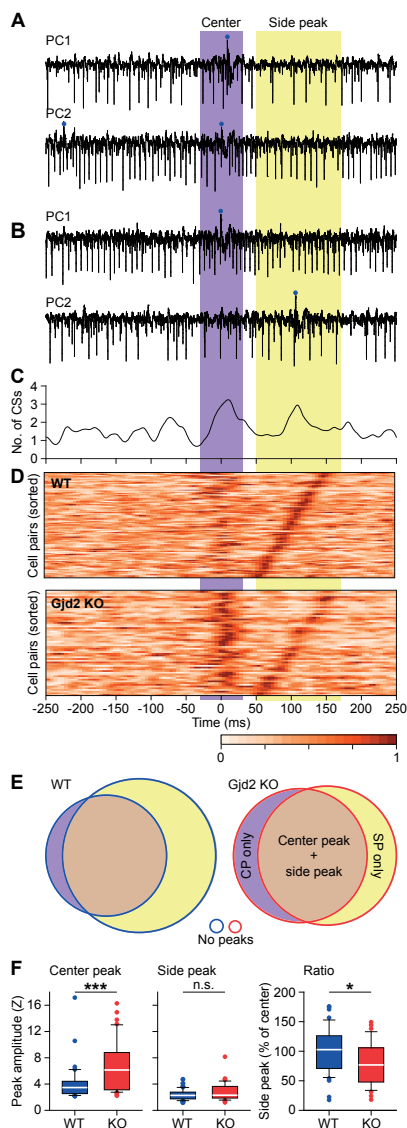 A
Center
Side peak
PC1
PC2
B
PC1
PC2
C
No. of CSs
4
3
2
1
0
D
WT
Cell pairs (sorted)
Gjd2 KO
Cell pairs (sorted)
-250 -200 -150 -100 -50 0 50 100 150 200 250
Time (ms)
0 1
E
WT
Gjd2 KO
CP only
Center peak
+
side peak
SP only
No peaks
F
Center peak
Side peak
Ratio
***
n.s.
*
Peak amplitude (Z)
16
12
8
4
0
Side peak (% of center)
200
150
100
50
0
WT KO
WT KO
WT KO